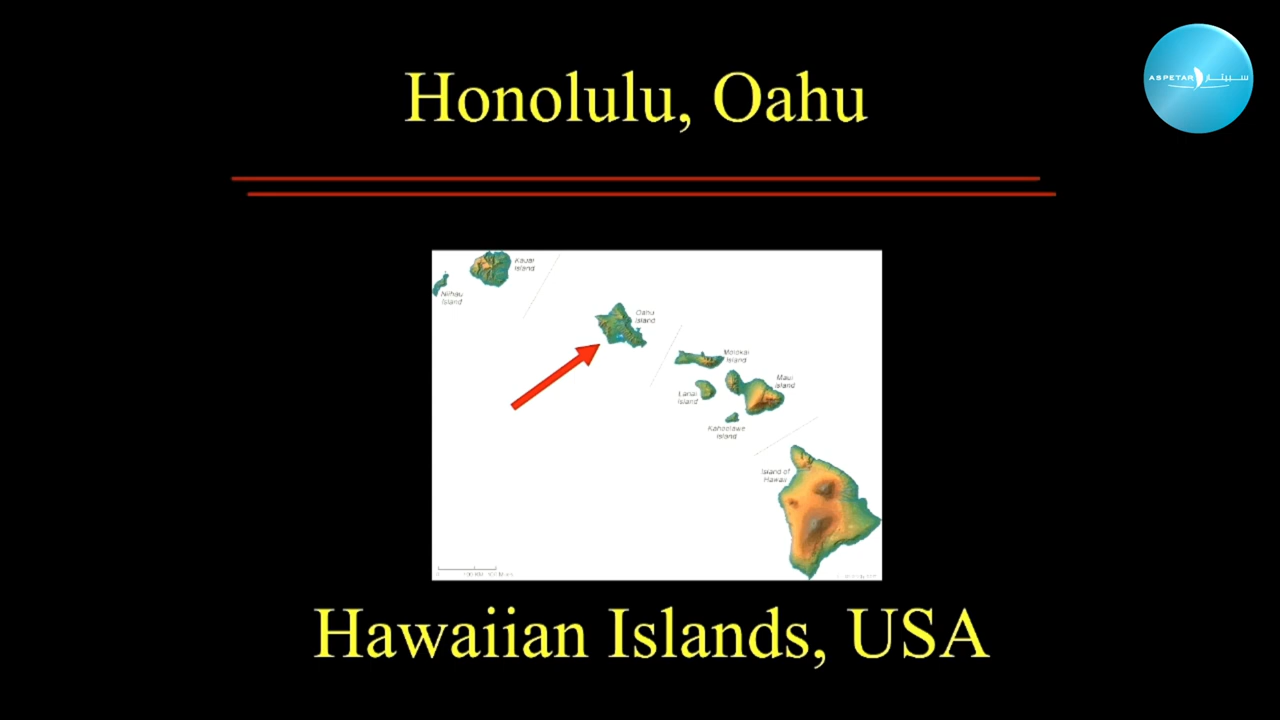 Honolulu, Oahu
ASPETAR سبيتار
Kauai
Island
Niihau
Island
Oahu
Island
Molokai
Island
Maui
Island
Lanai
Island
Kahoolawe
Island
Island of
Hawaii
Hawaiian Islands, USA